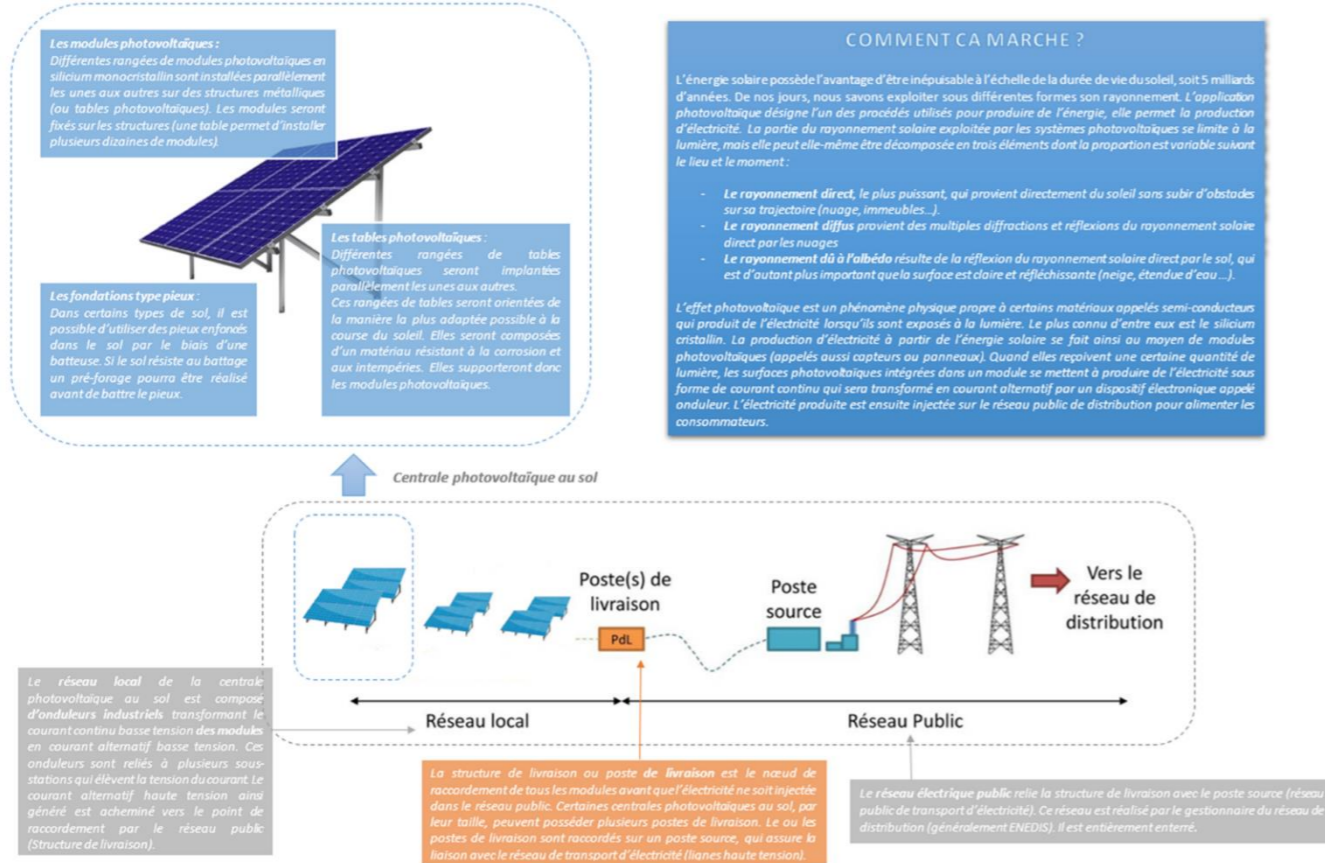 Les modules photovoltaïques :
Différentes rangées de modules photovoltaïques en
silicium monocristallin sont installées parallèlement
les unes aux autres sur des structures métalliques
(ou tables photovoltaïques). Les modules seront
fixés sur les structures (une table permet d'installer
plusieurs dizaines de modules).
Les tables photovoltaïques :
Différentes rangées de tables
photovoltaïques seront implantées
parallèlement les unes aux autres.
Ces rangées de tables seront orientées de
la manière la plus adaptée possible à la
course du soleil. Elles seront composées
d'un matériau résistant à la corrosion et
aux intempéries. Elles supporteront donc
les modules photovoltaïques.
Les fondations type pieux :
Dans certains types de sol, il est
possible d'utiliser des pieux enfoncés
dans le sol par le biais d'une
batteuse. Si le sol résiste au battage
un pré-forage pourra être réalisé
avant de battre le pieux.
COMMENT CA MARCHE ?
L'énergie solaire possède l'avantage d'être inépuisable à l'échelle de la durée de vie du soleil, soit 5 milliards
d'années. De nos jours, nous savons exploiter sous différentes formes son rayonnement. L'application
photovoltaïque désigne l'un des procédés utilisés pour produire de l'énergie, elle permet la production
d'électricité. La partie du rayonnement solaire exploitée par les systèmes photovoltaïques se limite à la
lumière, mais elle peut elle-même être décomposée en trois éléments dont la proportion est variable suivant
le lieu et le moment :
- Le rayonnement direct, le plus puissant, qui provient directement du soleil sans subir d'obstacles
sur sa trajectoire (nuage, immeubles...).
- Le rayonnement diffus provient des multiples diffractions et réflexions du rayonnement solaire
direct par les nuages
- Le rayonnement dû à l'albédo résulte de la réflexion du rayonnement solaire direct par le sol, qui
est d'autant plus important que la surface est claire et réfléchissante (neige, étendue d'eau ...).
L'effet photovoltaïque est un phénomène physique propre à certains matériaux appelés semi-conducteurs
qui produit de l'électricité lorsqu'ils sont exposés à la lumière. Le plus connu d'entre eux est le silicium
cristallin. La production d'électricité à partir de l'énergie solaire se fait ainsi au moyen de modules
photovoltaïques (appelés aussi capteurs ou panneaux). Quand elles reçoivent une certaine quantité de
lumière, les surfaces photovoltaïques intégrées dans un module se mettent à produire de l'électricité sous
forme de courant continu qui sera transformé en courant alternatif par un dispositif électronique appelé
onduleur. L'électricité produite est ensuite injectée sur le réseau public de distribution pour alimenter les
consommateurs.
Centrale photovoltaïque au sol
Poste(s) de
livraison
PdL
Poste
source
Vers le
réseau de
distribution
Réseau local
Réseau Public
Le réseau local de la centrale
photovoltaïque au sol est composé
d'onduleurs industriels transformant le
courant continu basse tension des modules
en courant alternatif basse tension. Ces
onduleurs sont reliés à plusieurs sous-
stations qui élèvent la tension du courant. Le
courant alternatif haute tension ainsi
généré est acheminé vers le point de
raccordement par le réseau public
(Structure de livraison).
La structure de livraison ou poste de livraison est le nœud de
raccordement de tous les modules avant que l'électricité ne soit injectée
dans le réseau public. Certaines centrales photovoltaïques au sol, par
leur taille, peuvent posséder plusieurs postes de livraison. Le ou les
postes de livraison sont raccordés sur un poste source, qui assure la
liaison avec le réseau de transport d'électricité (lignes haute tension).
Le réseau électrique public relie la structure de livraison avec le poste source (réseau
public de transport d'électricité). Ce réseau est réalisé par le gestionnaire du réseau de
distribution (généralement ENEDIS). Il est entièrement enterré.